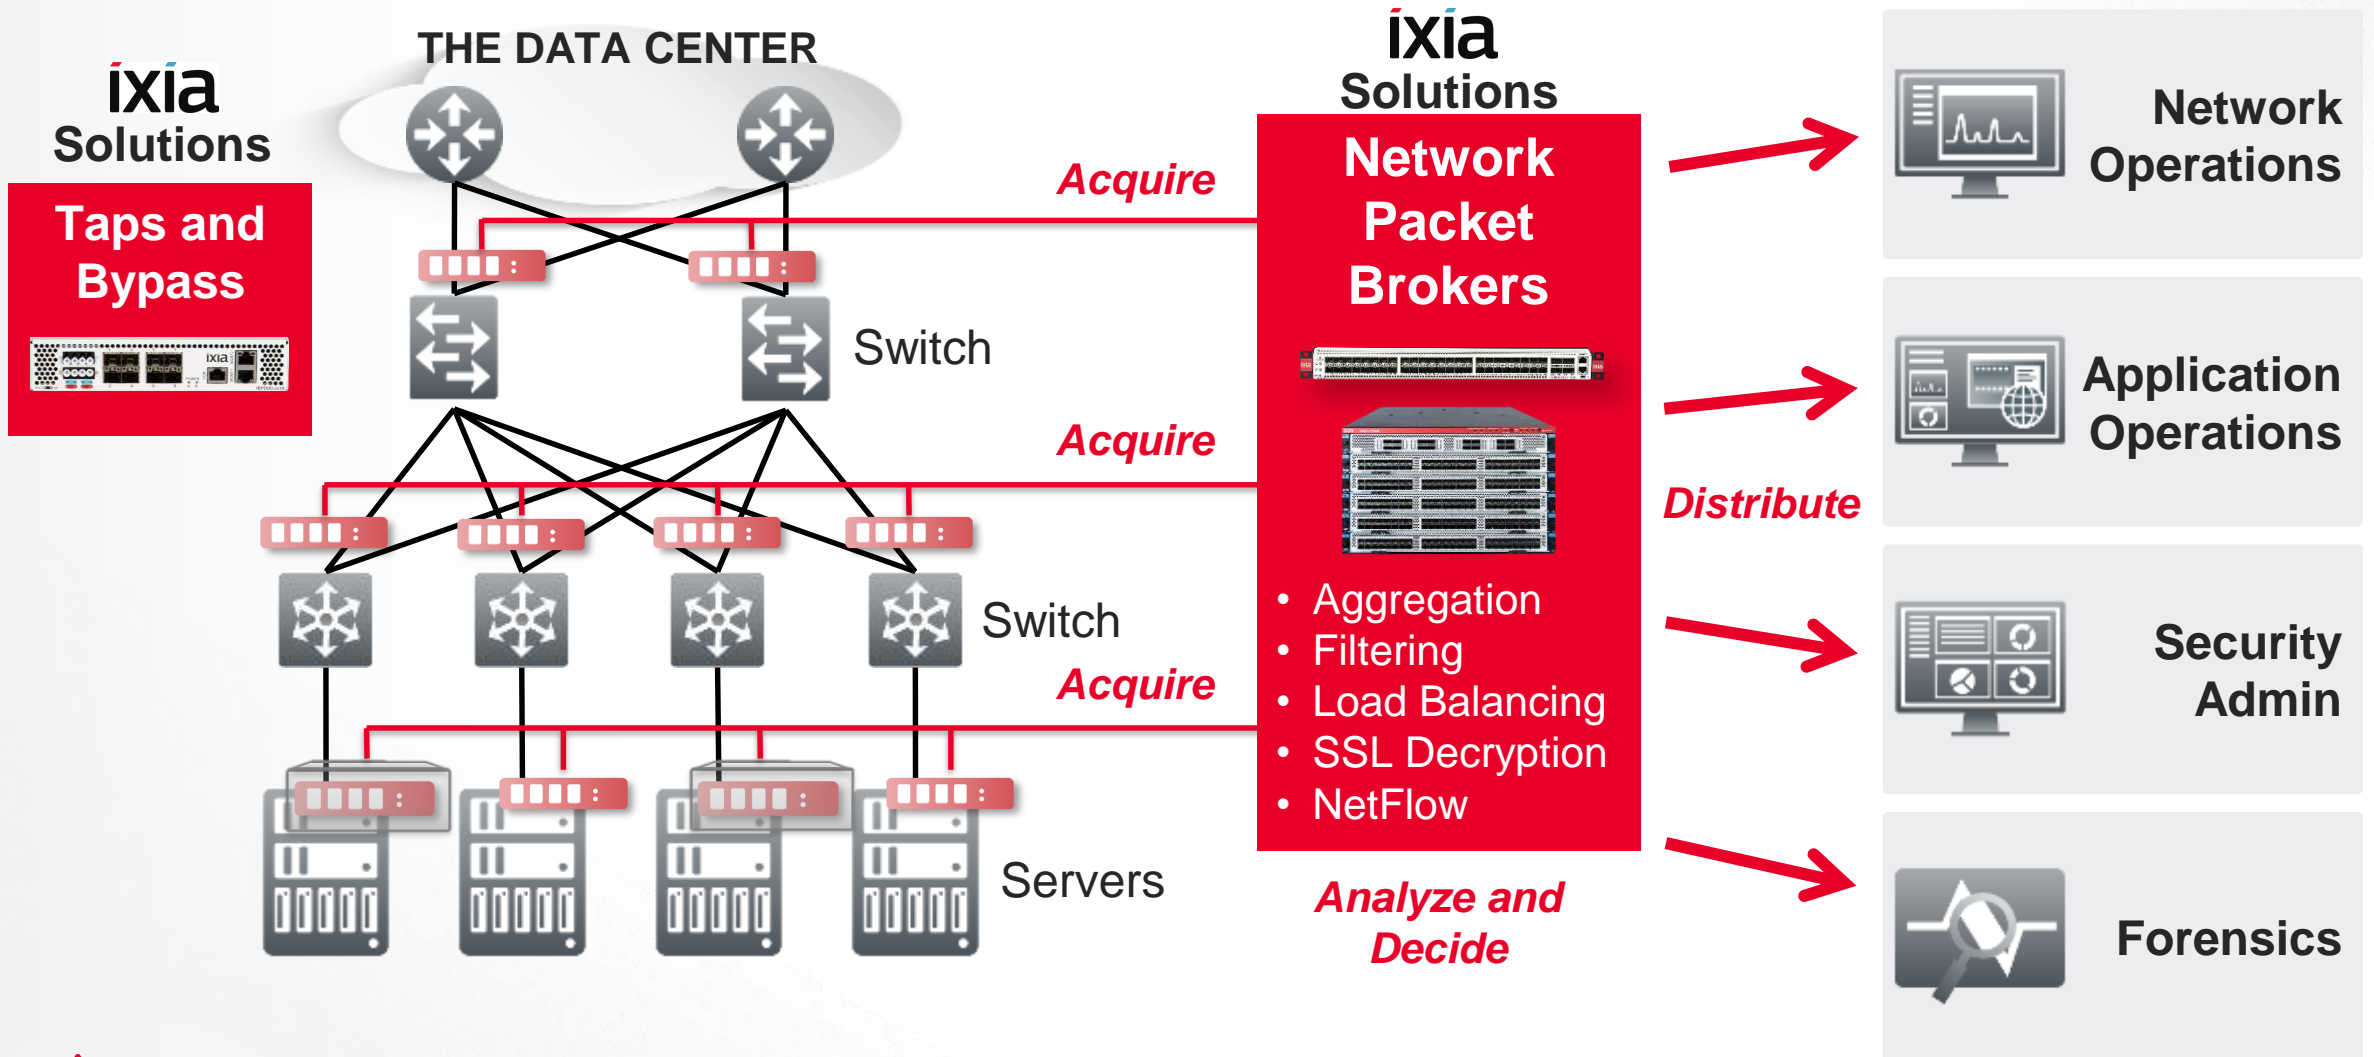 THE DATA CENTER
ixia
Solutions
Taps and
Bypass
ixia
Switch
Switch
Servers
Acquire
Acquire
Acquire
ixia
Solutions
Network
Packet
Brokers
• Aggregation
• Filtering
• Load Balancing
• SSL Decryption
• NetFlow
Analyze and
Decide
Distribute
Network
Operations
Application
Operations
Security
Admin
Forensics